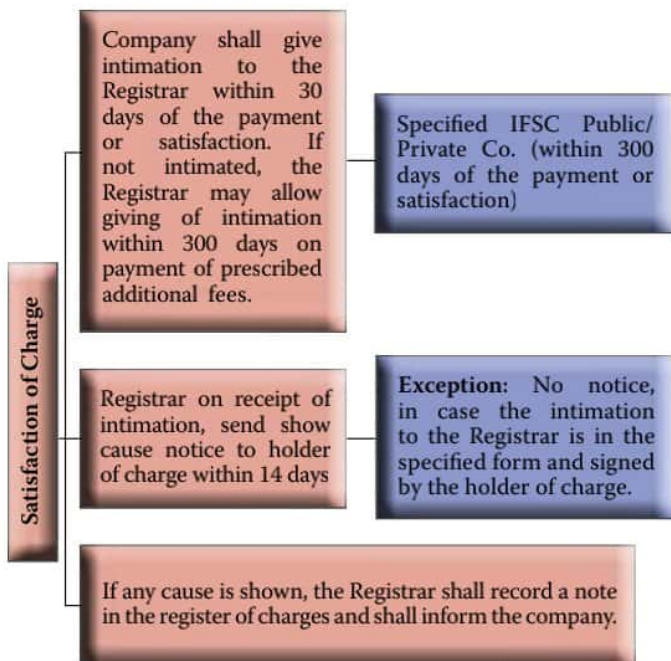 Satisfaction of Charge
Company shall give
intimation to the
Registrar within 30
days of the payment
or satisfaction. If
not intimated, the
Registrar may allow
giving of intimation
within 300 days on
payment of prescribed
additional fees.
Specified IFSC Public/
Private Co. (within 300
days of the payment or
satisfaction)
Registrar on receipt of
intimation, send show
cause notice to holder
of charge within 14 days
Exception: No notice,
in case the intimation
to the Registrar is in the
specified form and signed
by the holder of charge.
If any cause is shown, the Registrar shall record a note
in the register of charges and shall inform the company.